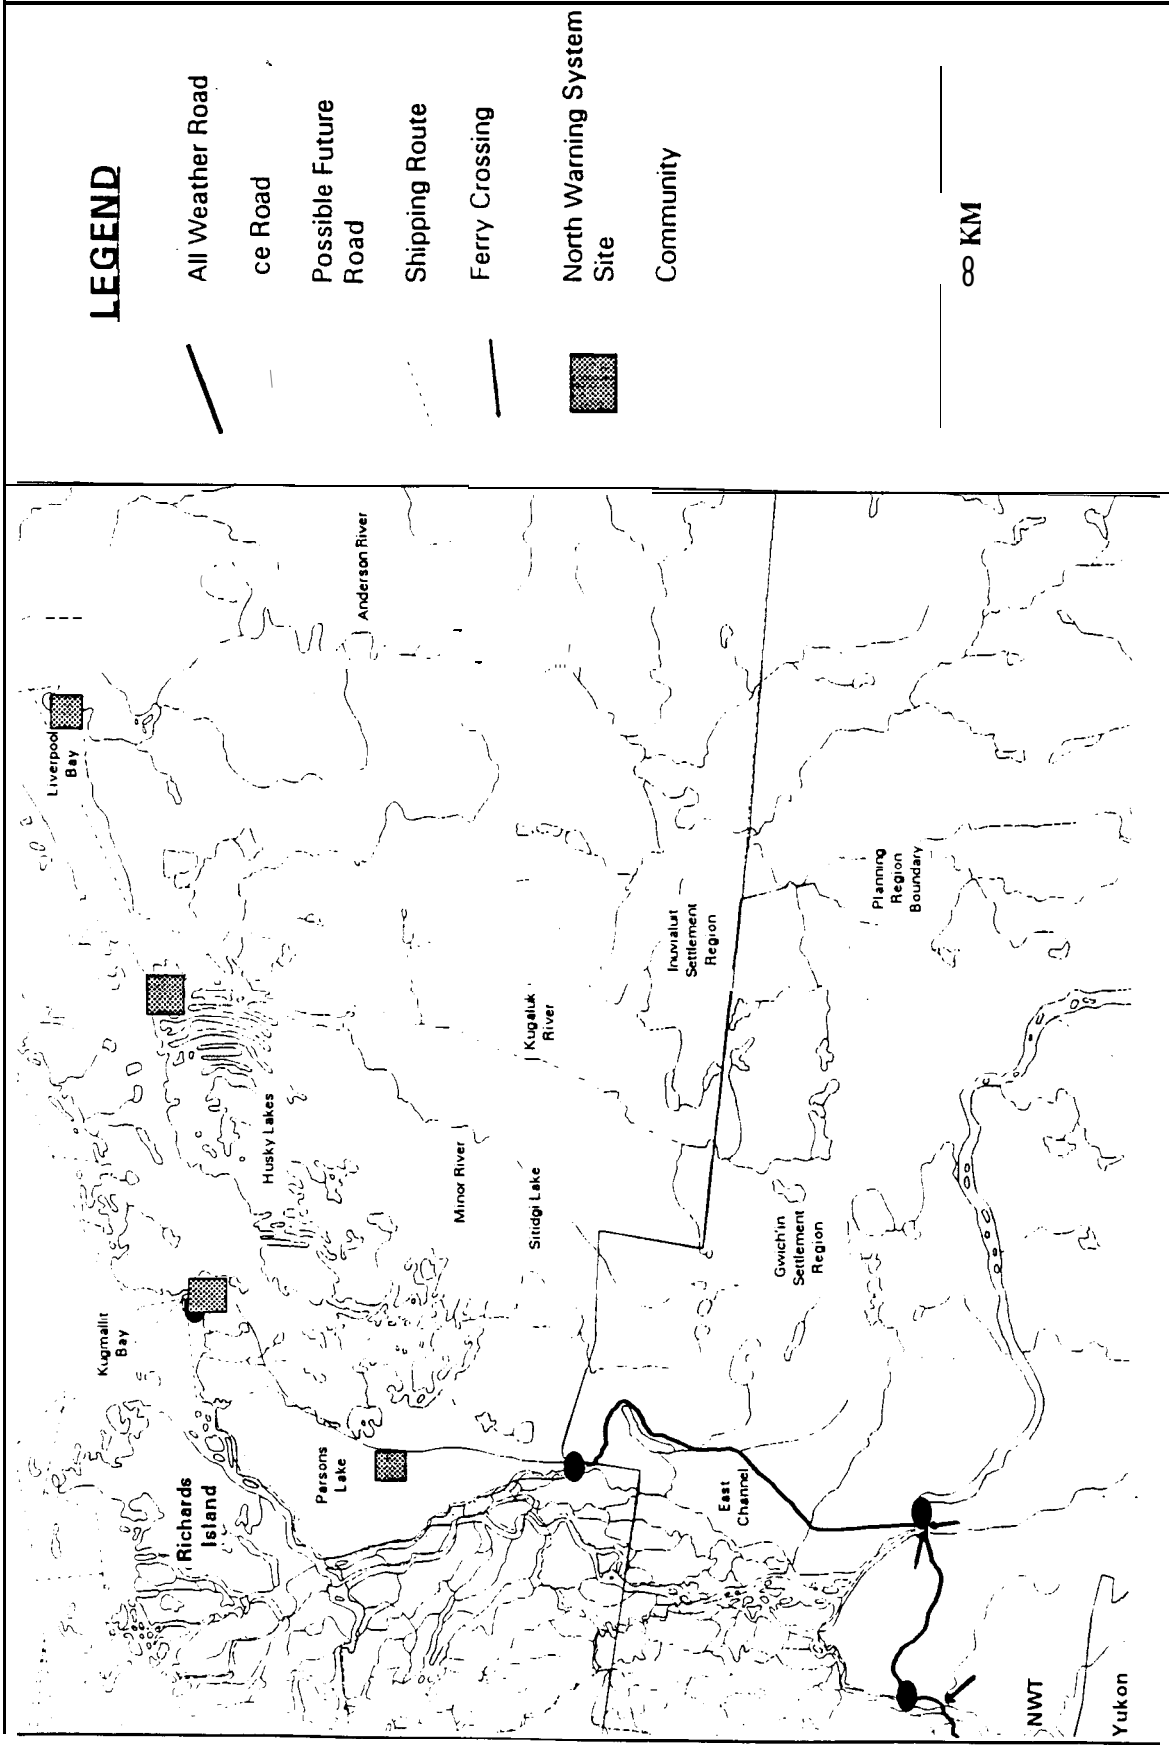 LEGEND
All Weather Road
ce Road
Possible Future
Road
Shipping Route
Ferry Crossing
North Warning System
Site
Community
8 KM
Liverpool
Bay
Anderson River
Kugmallit
Bay
Husky Lakes
Richards
Island
Parsons
Lake
Minor River
Sitidgi Lake
Kugaluk
River
Inuvialuit
Settlement
Region
Planning
Region
Boundary
Gwich'in
Settlement
Region
East
Channel
NWT
Yukon